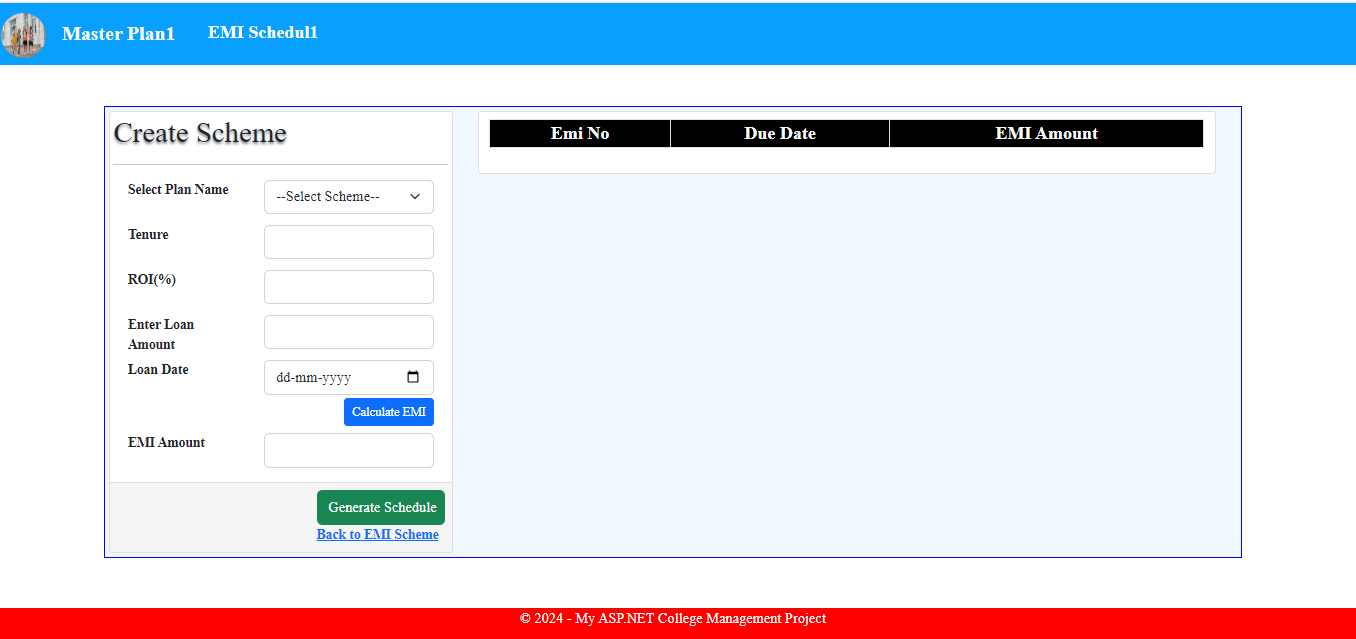 Master Plan1 EMI Schedul1
Create Scheme
Select Plan Name --Select Scheme--
Tenure
ROI(%)
Enter Loan
Amount
Loan Date dd-mm-yyyy
Calculate EMI
EMI Amount
Generate Schedule
Back to EMI Scheme
Emi No Due Date EMI Amount
© 2024 - My ASP.NET College Management Project